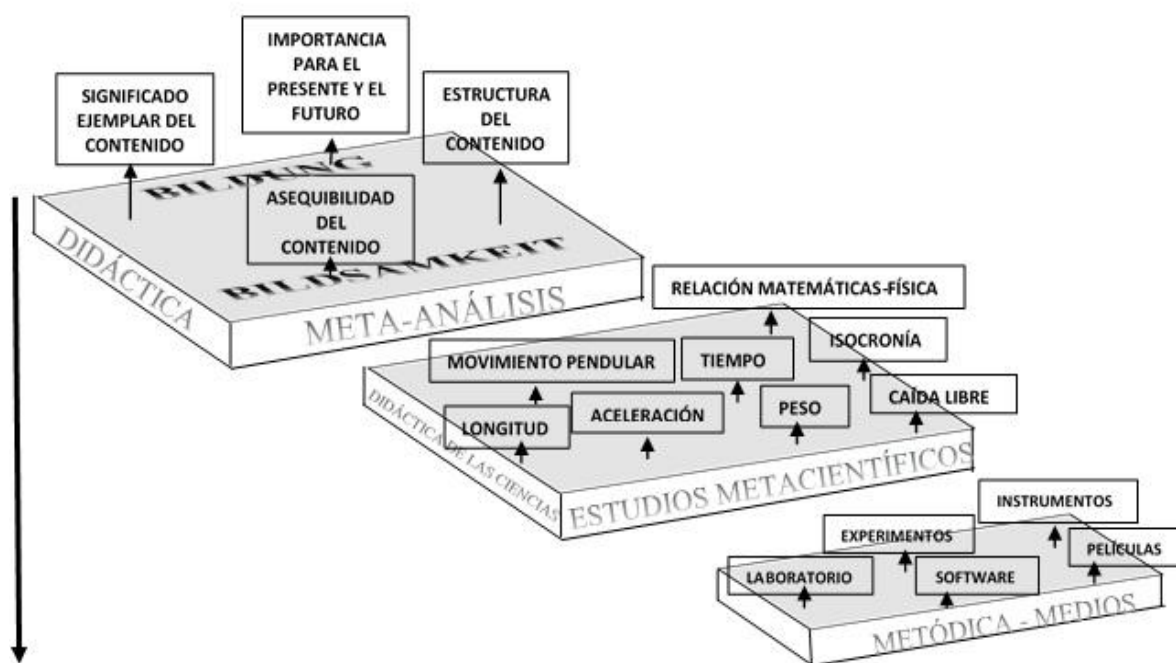 IMPORTANCIA
PARA EL
PRESENTE Y EL
FUTURO
SIGNIFICADO
EJEMPLAR DEL
CONTENIDO
ESTRUCTURA
DEL
CONTENIDO
BILDUNG
ASEQUIBILIDAD
DEL
CONTENIDO
BILDSAMKEIT
DIDÁCTICA
META-ANÁLISIS
RELACIÓN MATEMÁTICAS-FÍSICA
ISOCRONÍA
MOVIMIENTO PENDULAR
TIEMPO
CAÍDA LIBRE
LONGITUD
ACELERACIÓN
PESO
DIDÁCTICA DE LAS CIENCIAS
ESTUDIOS METACIENTÍFICOS
INSTRUMENTOS
EXPERIMENTOS
PELÍCULAS
LABORATORIO
SOFTWARE
METÓDICA - MEDIOS